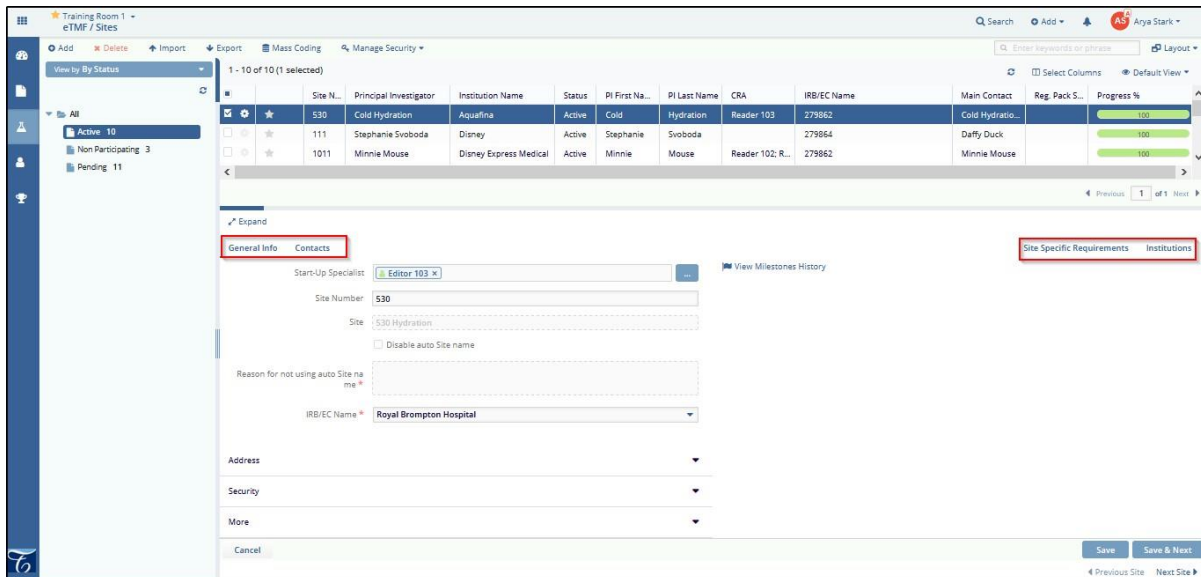 Training Room 1
eTMF / Sites
Search Add AS A Arya Stark
Add Delete Import Export Mass Coding Manage Security Enter keywords or phrase Layout
View by By Status
1 - 10 of 10 (1 selected) Select Columns Default View
Site N... Principal Investigator Institution Name Status PI First Na... PI Last Name CRA IRB/EC Name Main Contact Reg. Pack S... Progress %
530 Cold Hydration Aquafina Active Cold Hydration Reader 103 279862 Cold Hydratio... 100
111 Stephanie Svoboda Disney Active Stephanie Svoboda 279864 Daffy Duck 100
1011 Minnie Mouse Disney Express Medical Active Minnie Mouse Reader 102; R... 279862 Minnie Mouse 100
All
Active 10
Non Participating 3
Pending 11
Previous 1 of 1 Next
Expand
General Info Contacts Site Specific Requirements Institutions
Start-Up Specialist Editor 103 × ... View Milestones History
Site Number 530
Site 530 Hydration
Disable auto Site name
Reason for not using auto Site na
me *
IRB/EC Name * Royal Brompton Hospital
Address
Security
More
Cancel Save Save & Next
Previous Site Next Site